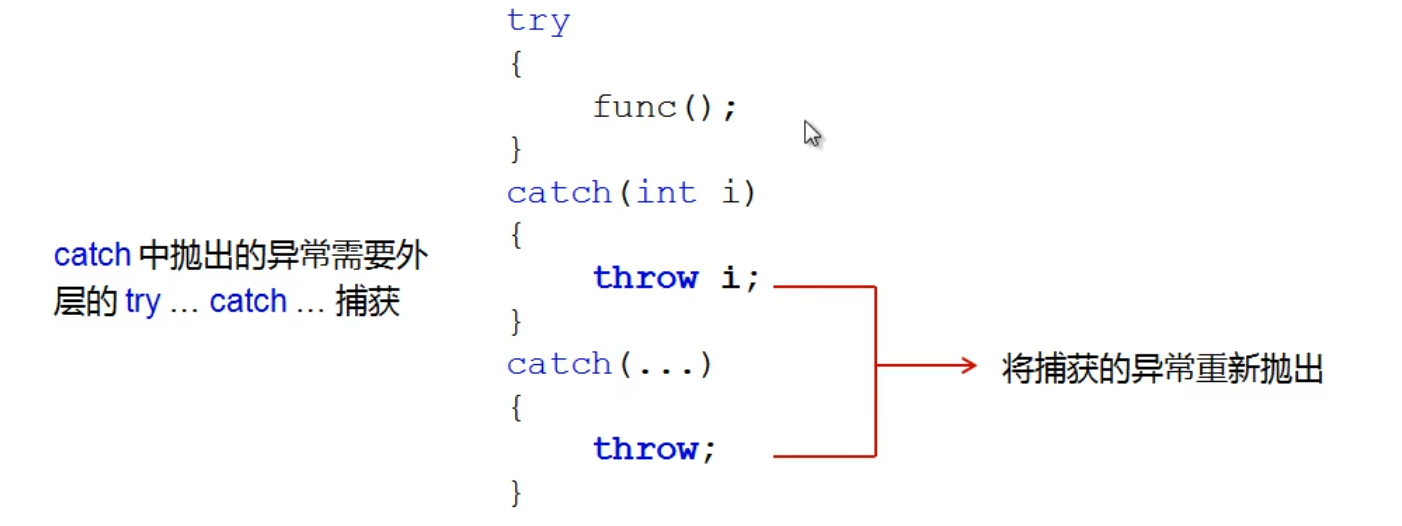 try
{
func();
}
catch(int i)
{
catch 中抛出的异常需要外
层的 try … catch … 捕获
throw i;
}
catch(...)
将捕获的异常重新抛出
{
throw;
}